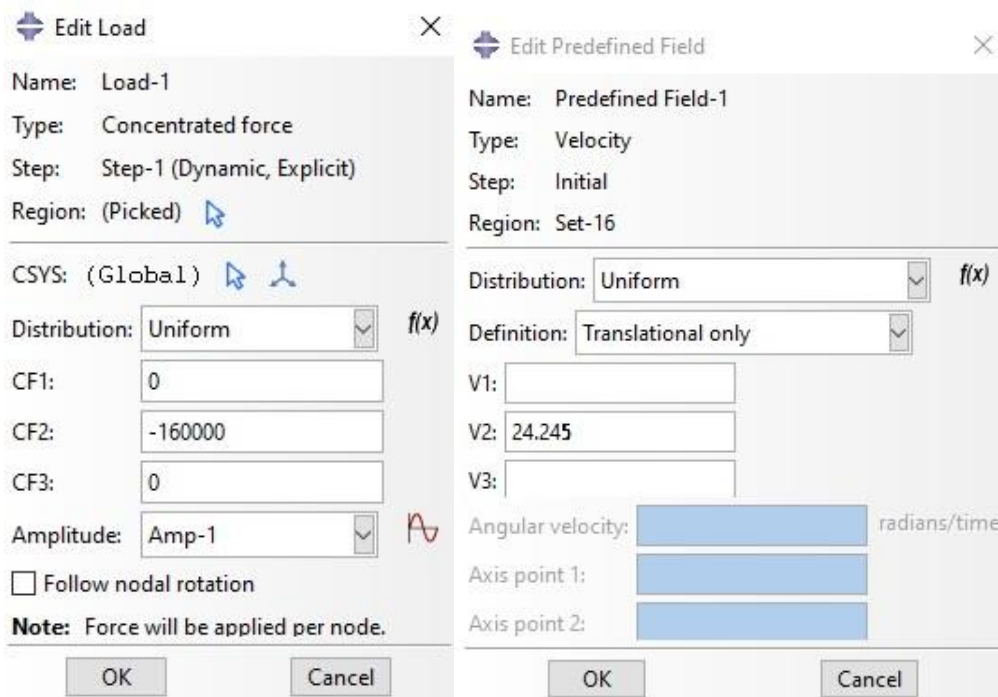 Edit Load
Name: Load-1
Type: Concentrated force
Step: Step-1 (Dynamic, Explicit)
Region: (Picked)
CSYS: (Global)
Distribution: Uniform f(x)
CF1: 0
CF2: -160000
CF3: 0
Amplitude: Amp-1
Follow nodal rotation
Note: Force will be applied per node.
OK Cancel
Edit Predefined Field
Name: Predefined Field-1
Type: Velocity
Step: Initial
Region: Set-16
Distribution: Uniform f(x)
Definition: Translational only
V1:
V2: 24.245
V3:
Angular velocity: radians/time
Axis point 1:
Axis point 2:
OK Cancel